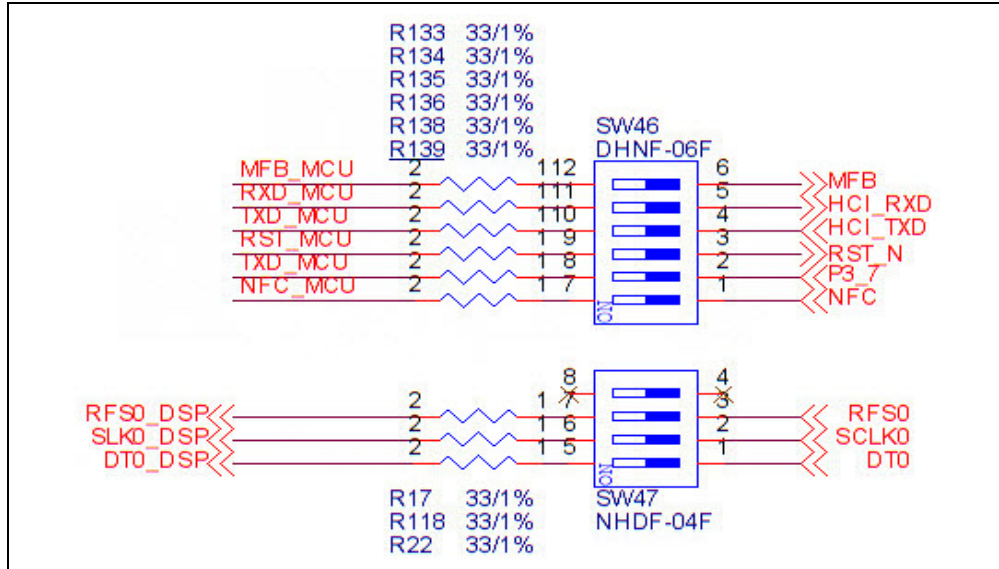 R133 33/1%
R134 33/1%
R135 33/1%
R136 33/1%
R138 33/1%
R139 33/1%
SW46
DHNF-06F
MFB_MCU 2 1 12 6 MFB
RXD_MCU 2 1 11 5 HCI_RXD
TXD_MCU 2 1 10 4 HCI_TXD
RST_MCU 2 1 9 3 RST_N
TXD_MCU 2 1 8 2 P3_7
NFC_MCU 2 1 7 1 NFC
ON
8 4
RFS0_DSP 2 1 7 3 RFS0
SLK0_DSP 2 1 6 2 SCLK0
DT0_DSP 2 1 5 1 DT0
ON
R17 33/1%
R118 33/1%
R22 33/1%
SW47
NHDF-04F